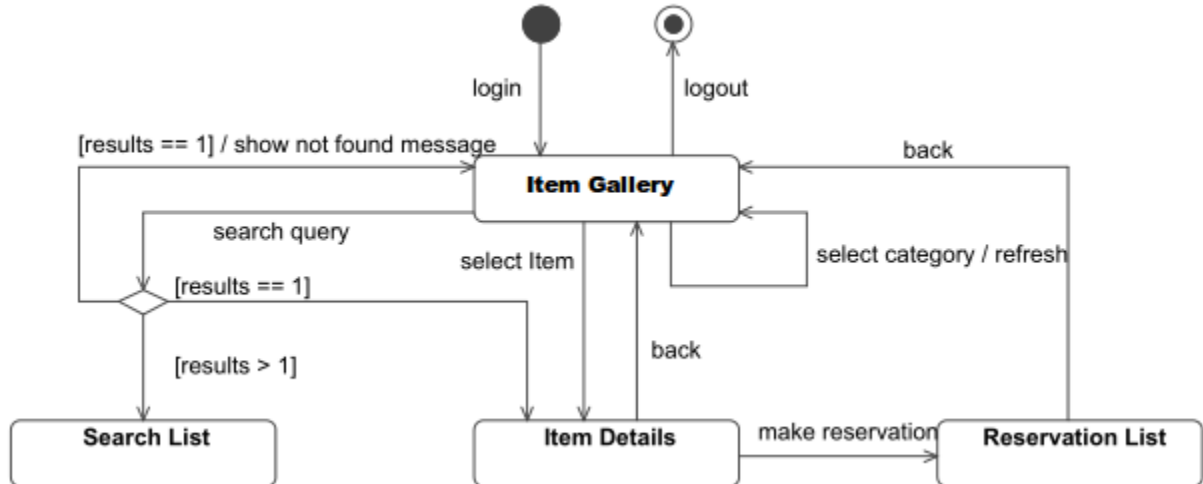 login
logout
[results == 1] / show not found message
back
Item Gallery
search query
select Item
select category / refresh
[results == 1]
back
[results > 1]
Search List
Item Details
make reservation
Reservation List